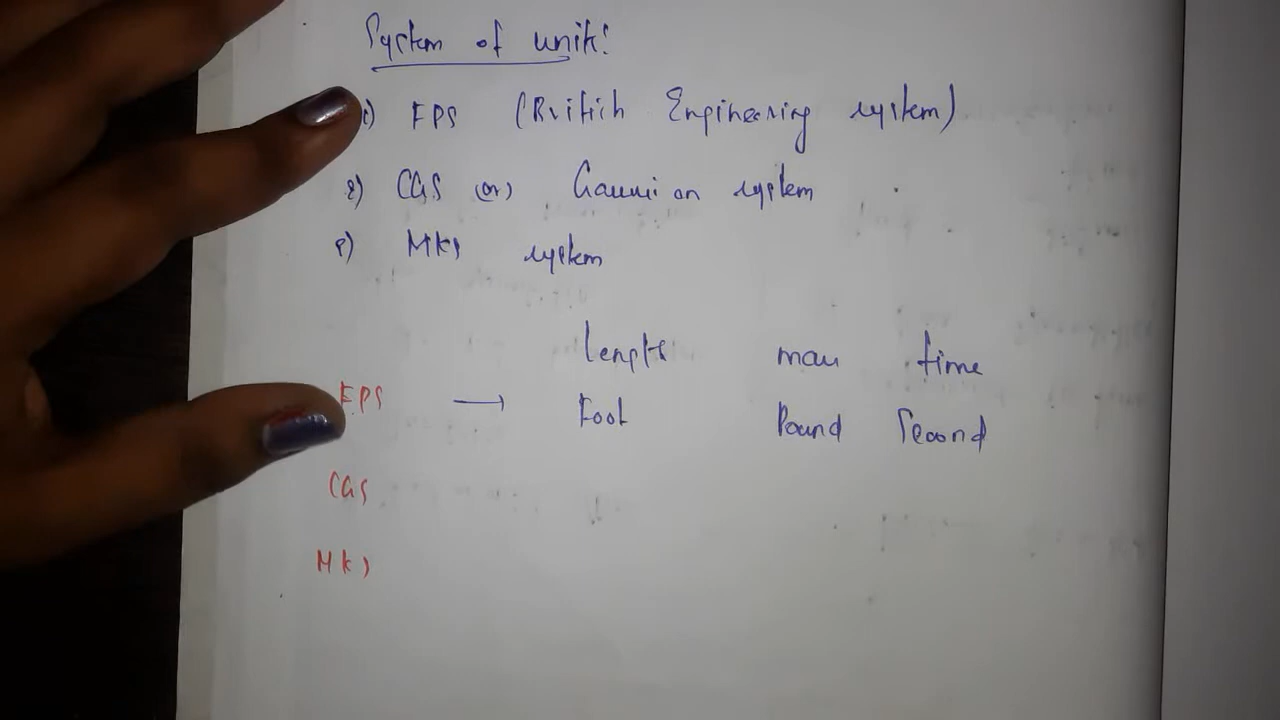 System of units:
1) FPS (British Engineering system)
2) CGS (or) Gaussian system
3) MKS system
length mass time
FPS → Foot Pound Second
CGS
MKS